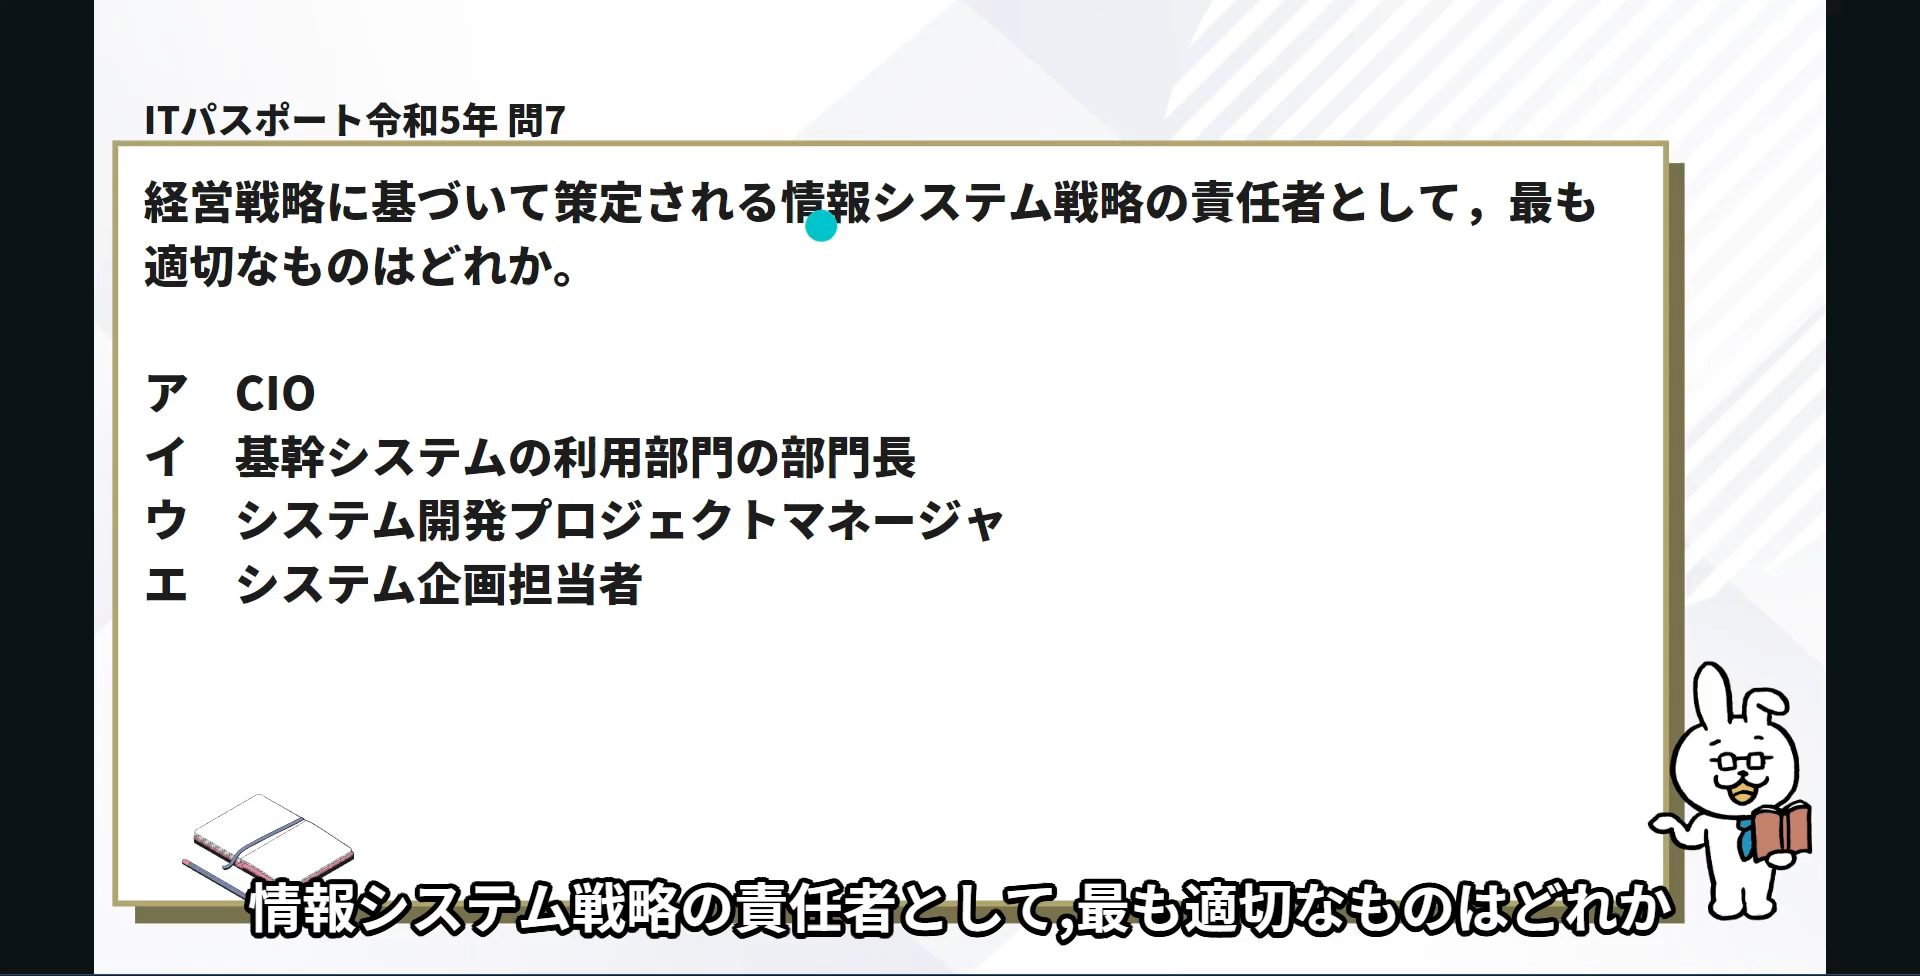 ITパスポート令和5年 問7
経営戦略に基づいて策定される情報システム戦略の責任者として，最も
適切なものはどれか。
ア　CIO
イ　基幹システムの利用部門の部門長
ウ　システム開発プロジェクトマネージャ
エ　システム企画担当者
情報システム戦略の責任者として,最も適切なものはどれか